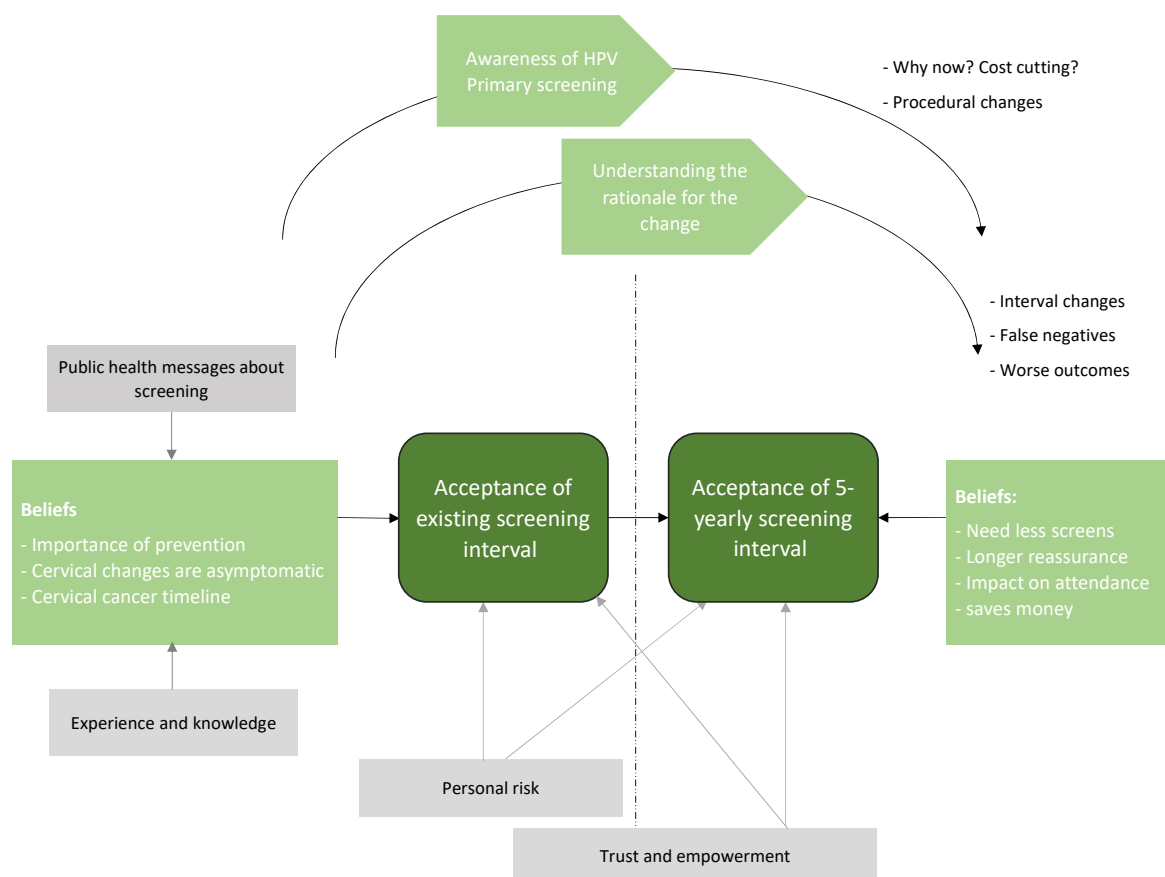 Awareness of HPV
Primary screening
- Why now? Cost cutting?
- Procedural changes
Understanding the
rationale for the
change
- Interval changes
- False negatives
- Worse outcomes
Public health messages about
screening
Beliefs
- Importance of prevention
- Cervical changes are asymptomatic
- Cervical cancer timeline
Acceptance of
existing screening
interval
Acceptance of 5-
yearly screening
interval
Beliefs:
- Need less screens
- Longer reassurance
- Impact on attendance
- saves money
Experience and knowledge
Personal risk
Trust and empowerment